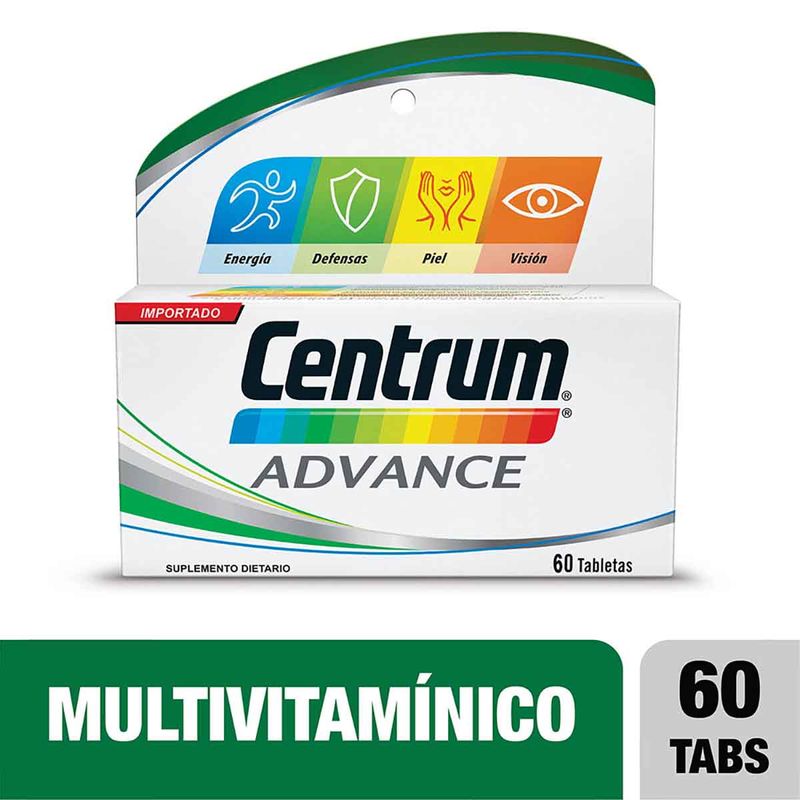 Energía Defensas Piel Visión
IMPORTADO
Centrum®
®
ADVANCE
SUPLEMENTO DIETARIO
60 Tabletas
MULTIVITAMÍNICO
60
TABS